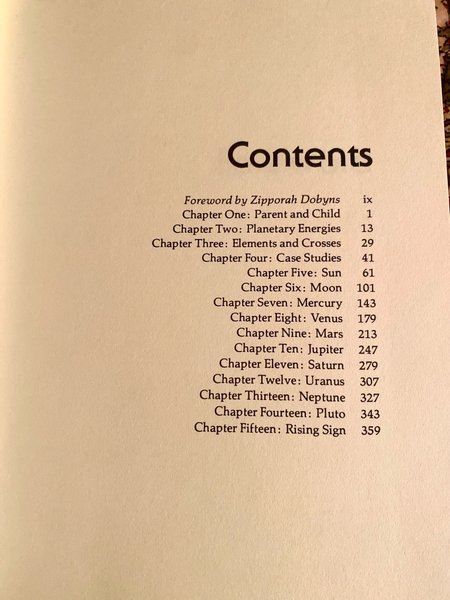 Contents
Foreword by Zipporah Dobyns ix
Chapter One: Parent and Child 1
Chapter Two: Planetary Energies 13
Chapter Three: Elements and Crosses 29
Chapter Four: Case Studies 41
Chapter Five: Sun 61
Chapter Six: Moon 101
Chapter Seven: Mercury 143
Chapter Eight: Venus 179
Chapter Nine: Mars 213
Chapter Ten: Jupiter 247
Chapter Eleven: Saturn 279
Chapter Twelve: Uranus 307
Chapter Thirteen: Neptune 327
Chapter Fourteen: Pluto 343
Chapter Fifteen: Rising Sign 359